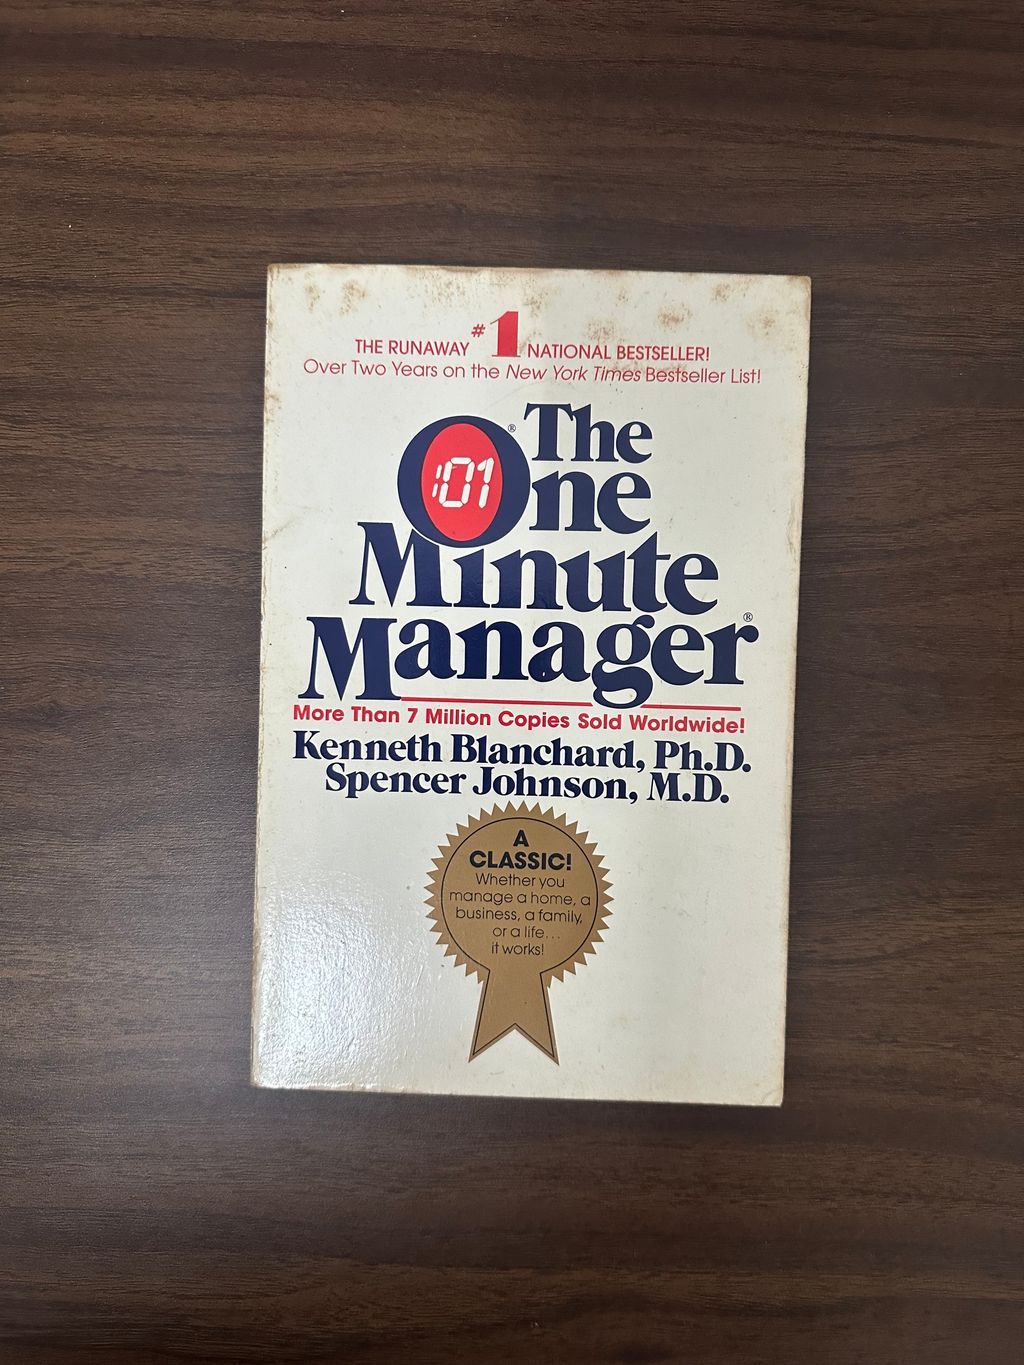 THE RUNAWAY #1 NATIONAL BESTSELLER!
Over Two Years on the New York Times Bestseller List!
The
One®
:01
Minute
Manager®
More Than 7 Million Copies Sold Worldwide!
Kenneth Blanchard, Ph.D.
Spencer Johnson, M.D.
A
CLASSIC!
Whether you
manage a home, a
business, a family,
or a life...
it works!